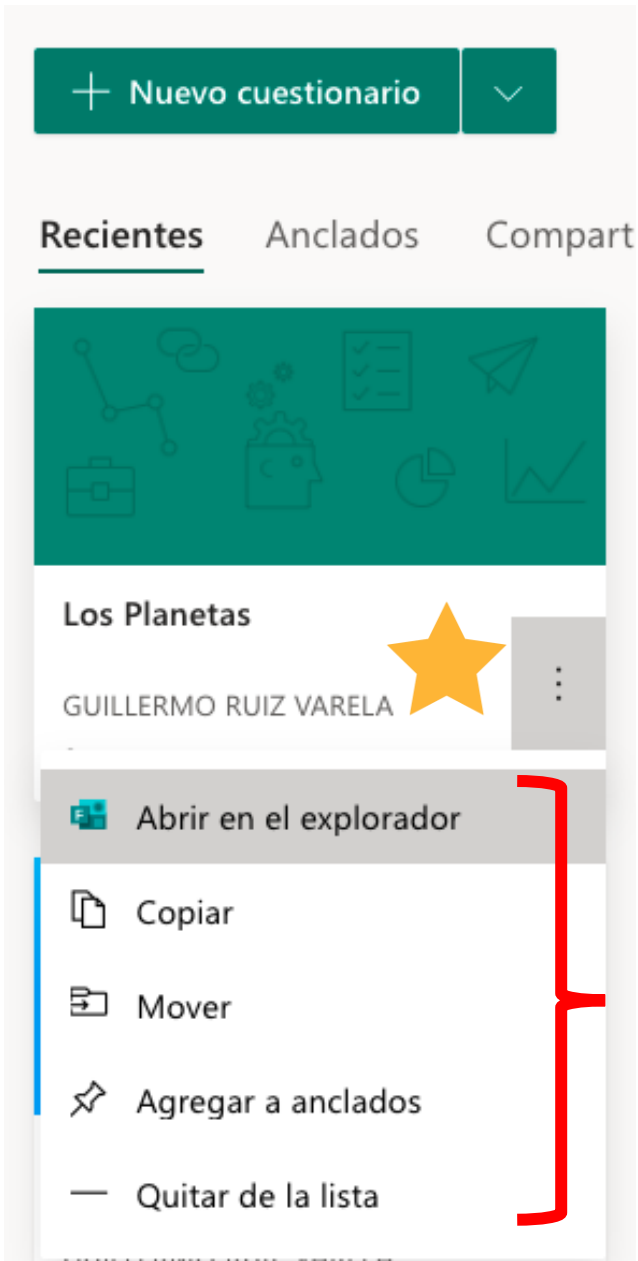 Nuevo cuestionario
Recientes Anclados Compart
Los Planetas
GUILLERMO RUIZ VARELA
Abrir en el explorador
Copiar
Mover
Agregar a anclados
Quitar de la lista